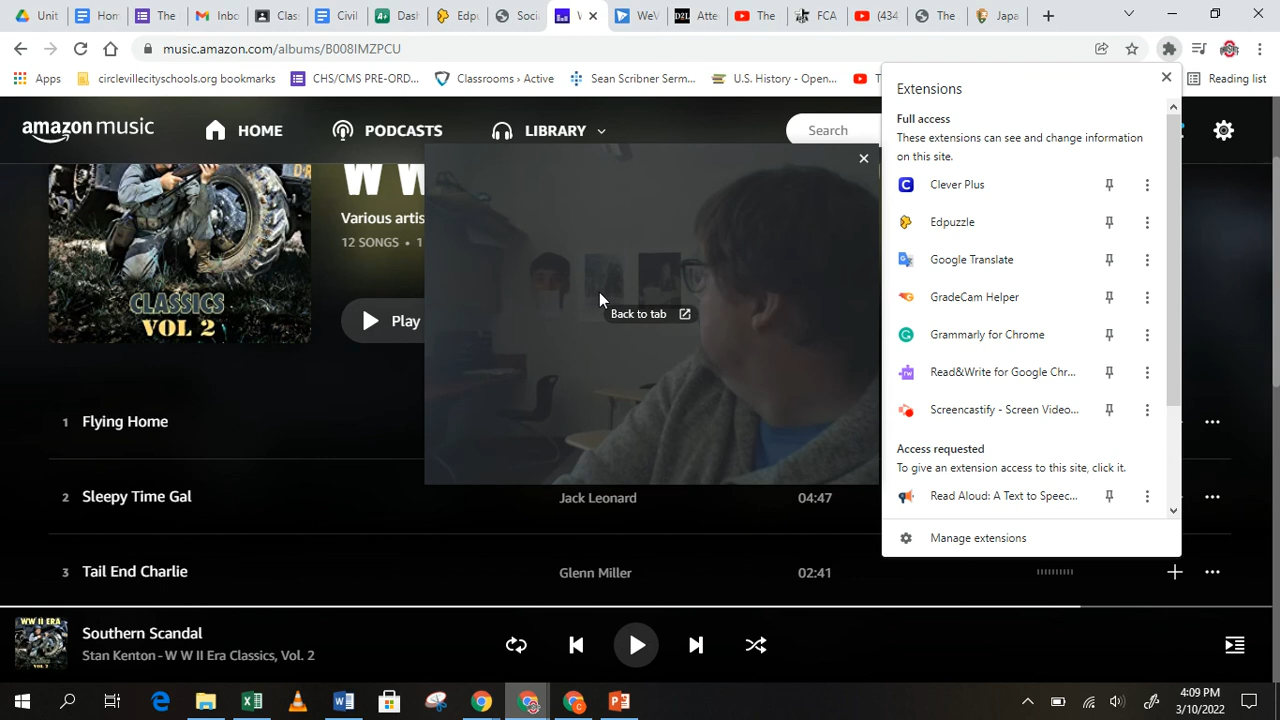 Unit
Hom
The
Inbo
Clas
Civil
Dash
Edpu
Soci
W
WeV
D2L Atte
The
FCA
(434
The
Japa
music.amazon.com/albums/B008IMZPCU
Apps
circlevillecityschools.org bookmarks
CHS/CMS PRE-ORD...
Classrooms › Active
Sean Scribner Serm...
U.S. History - Open...
Reading list
amazon music
HOME
PODCASTS
LIBRARY
Search
W W
CLASSICS
VOL 2
Various artis
12 SONGS • 1
Play
Back to tab
1 Flying Home
2 Sleepy Time Gal
Jack Leonard
04:47
3 Tail End Charlie
Glenn Miller
02:41
Extensions
Full access
These extensions can see and change information
on this site.
Clever Plus
Edpuzzle
Google Translate
GradeCam Helper
Grammarly for Chrome
Read&Write for Google Chr...
Screencastify - Screen Video...
Access requested
To give an extension access to this site, click it.
Read Aloud: A Text to Speec...
Manage extensions
WW II ERA
Southern Scandal
Stan Kenton - W W II Era Classics, Vol. 2
4:09 PM
3/10/2022